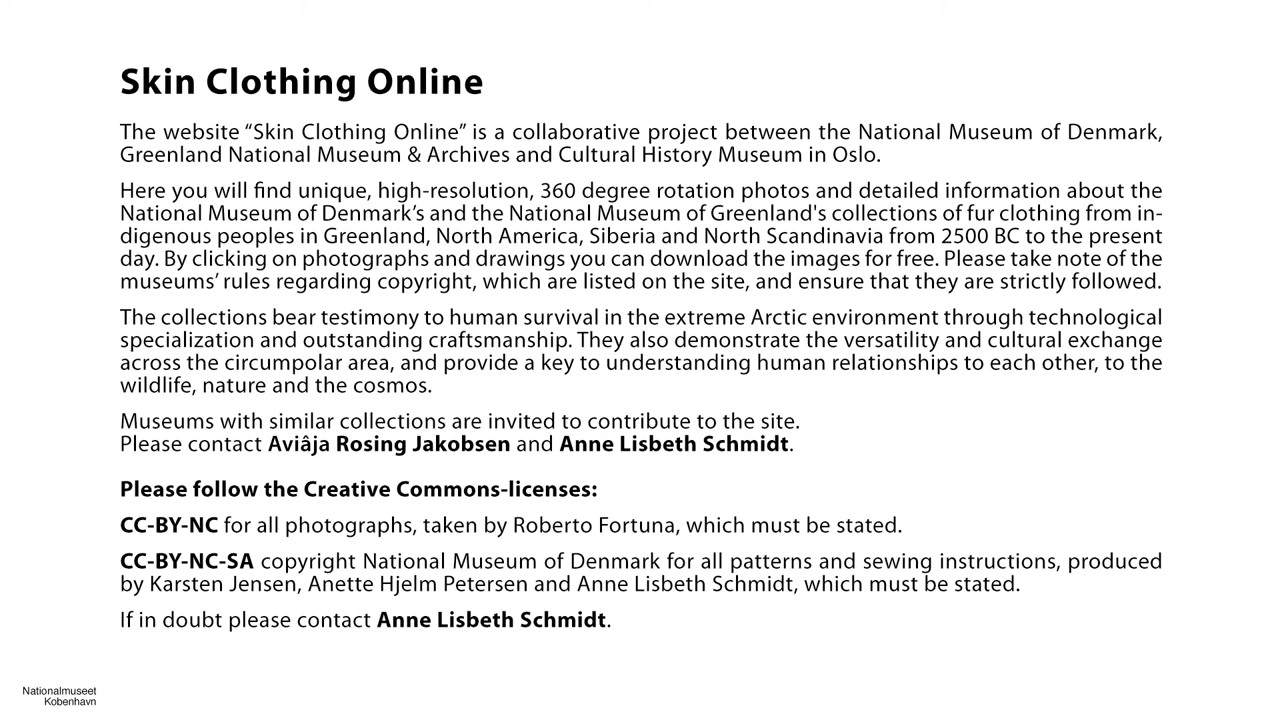 Skin Clothing Online
The website “Skin Clothing Online” is a collaborative project between the National Museum of Denmark,
Greenland National Museum & Archives and Cultural History Museum in Oslo.
Here you will find unique, high-resolution, 360 degree rotation photos and detailed information about the
National Museum of Denmark’s and the National Museum of Greenland's collections of fur clothing from in-
digenous peoples in Greenland, North America, Siberia and North Scandinavia from 2500 BC to the present
day. By clicking on photographs and drawings you can download the images for free. Please take note of the
museums’ rules regarding copyright, which are listed on the site, and ensure that they are strictly followed.
The collections bear testimony to human survival in the extreme Arctic environment through technological
specialization and outstanding craftsmanship. They also demonstrate the versatility and cultural exchange
across the circumpolar area, and provide a key to understanding human relationships to each other, to the
wildlife, nature and the cosmos.
Museums with similar collections are invited to contribute to the site.
Please contact Aviâja Rosing Jakobsen and Anne Lisbeth Schmidt.
Please follow the Creative Commons-licenses:
CC-BY-NC for all photographs, taken by Roberto Fortuna, which must be stated.
CC-BY-NC-SA copyright National Museum of Denmark for all patterns and sewing instructions, produced
by Karsten Jensen, Anette Hjelm Petersen and Anne Lisbeth Schmidt, which must be stated.
If in doubt please contact Anne Lisbeth Schmidt.
Nationalmuseet
Kobenhavn